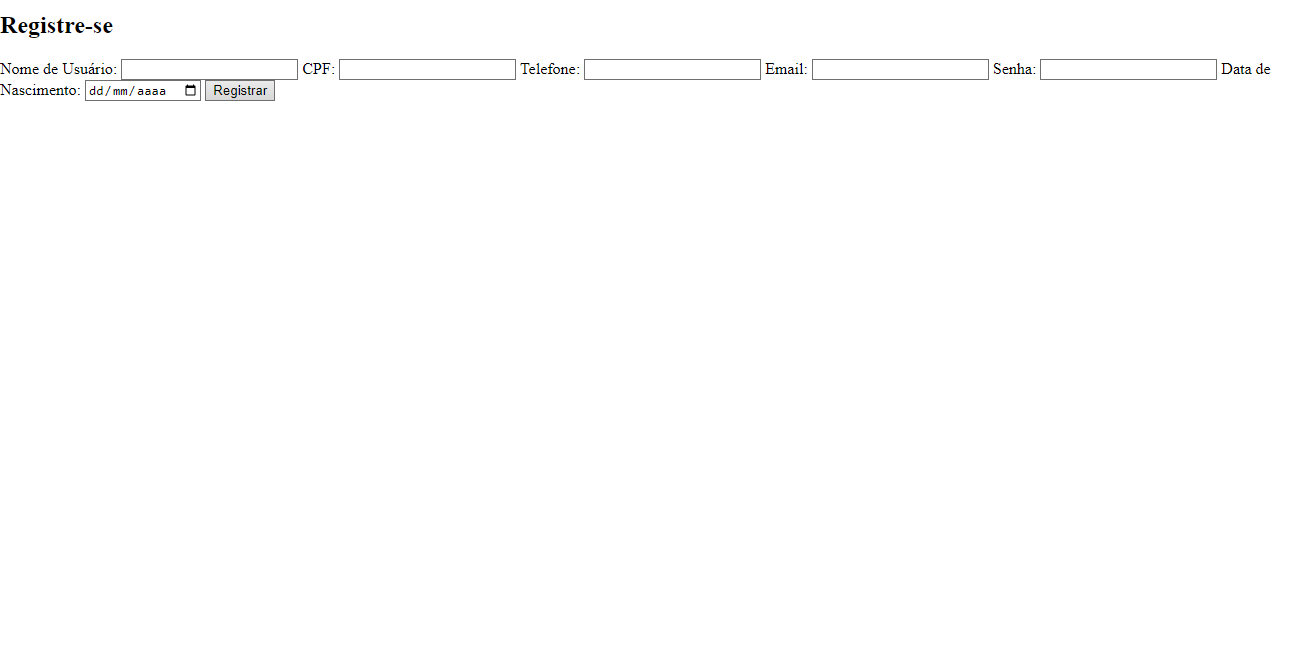 Registre-se
Nome de Usuário: CPF: Telefone: Email: Senha: Data de
Nascimento: dd/mm/aaaa Registrar